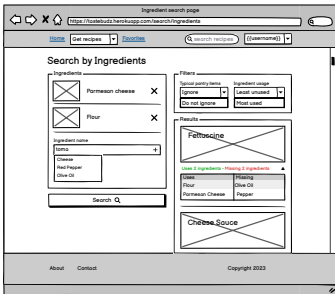 Ingredient search page
https://tastebuds.herokuapp.com/search/ingredients
Home Get recipes Favorites search recipes {{username}}
Search by Ingredients
Ingredients
Parmesan cheese X
Flour X
Ingredient name
toma +
Cheese
Red Pepper
Olive Oil
Search
Filters
Typical pantry items Ingredient usage
Ignore Least unused
Do not ignore Most used
Results
Fettuccine
Uses 2 ingredients - Missing 2 ingredients
Uses Missing
Flour Olive Oil
Parmesan Cheese Pepper
Cheese Sauce
About Contact Copyright 2023